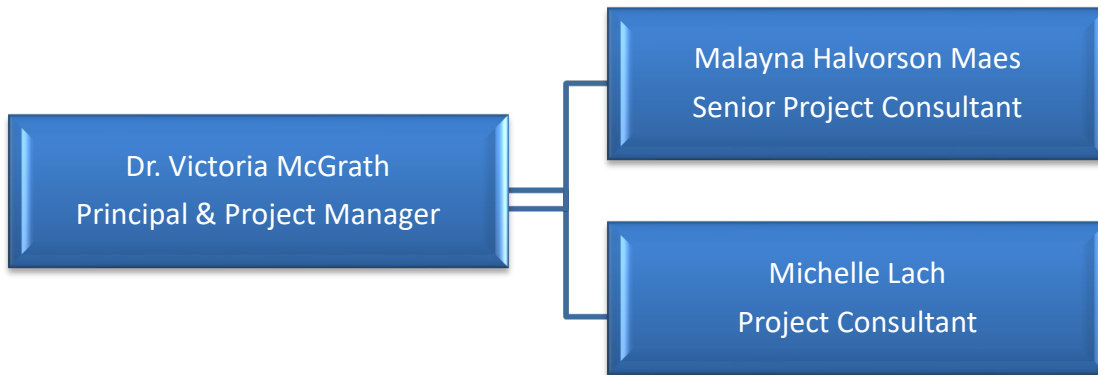 Dr. Victoria McGrath
Principal & Project Manager
Malayna Halvorson Maes
Senior Project Consultant
Michelle Lach
Project Consultant